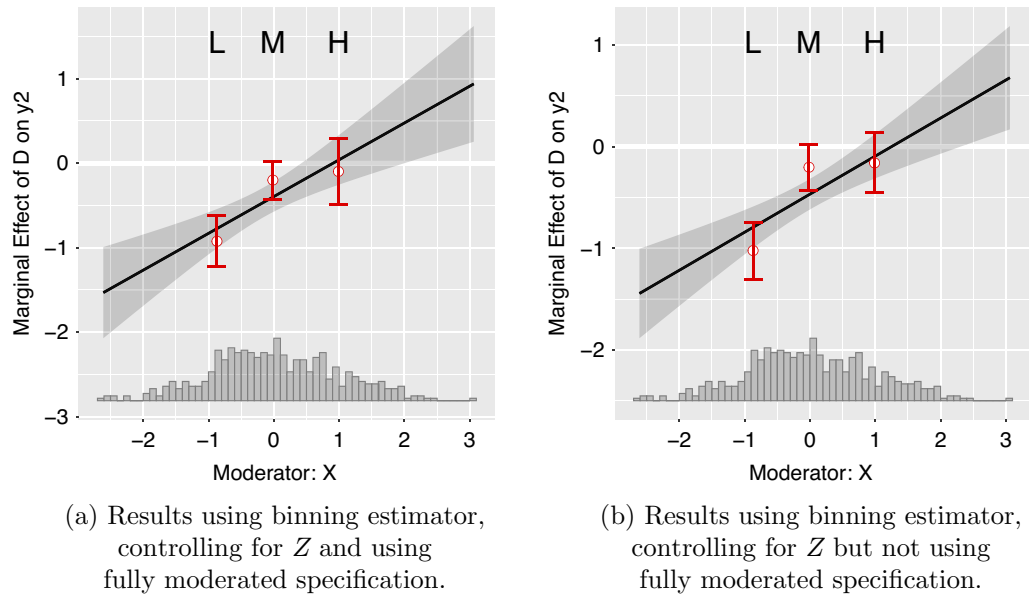 L M H
Marginal Effect of D on y2
1
0
−1
−2
−3
−2 −1 0 1 2 3
Moderator: X
(a) Results using binning estimator,
controlling for Z and using
fully moderated specification.
L M H
Marginal Effect of D on y2
1
0
−1
−2
−2 −1 0 1 2 3
Moderator: X
(b) Results using binning estimator,
controlling for Z but not using
fully moderated specification.